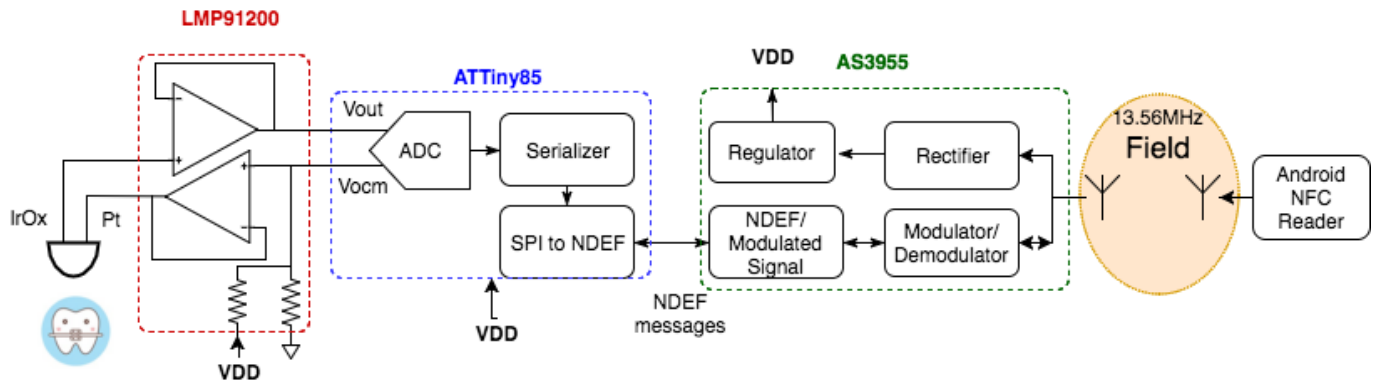 LMP91200
ATTiny85
VDD
AS3955
Vout
Vocm
ADC
Serializer
SPI to NDEF
Regulator
Rectifier
NDEF/
Modulated
Signal
Modulator/
Demodulator
13.56MHz
Field
Android
NFC
Reader
IrOx
Pt
NDEF
messages
VDD
VDD